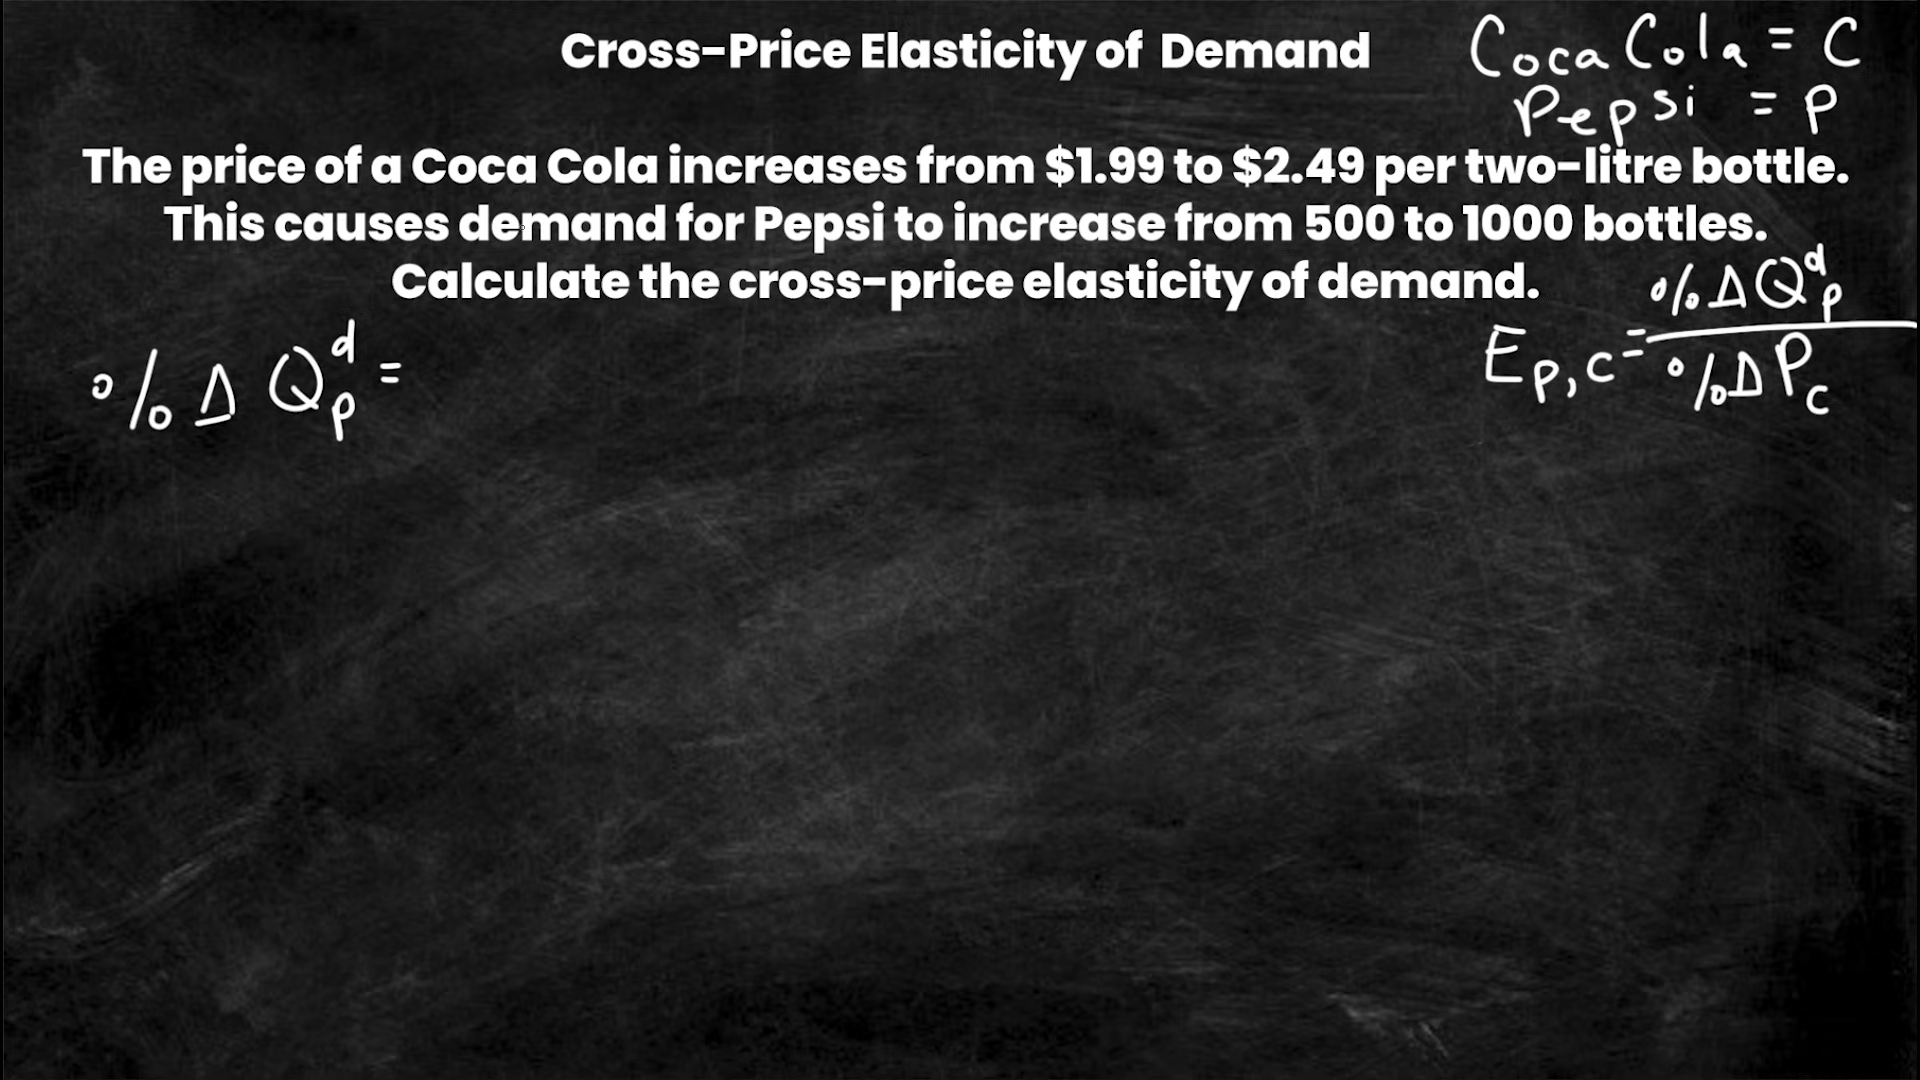 Cross-Price Elasticity of Demand
Coca Cola = C
Pepsi = P
The price of a Coca Cola increases from $1.99 to $2.49 per two-litre bottle.
This causes demand for Pepsi to increase from 500 to 1000 bottles.
Calculate the cross-price elasticity of demand.
% Δ Q^d_p =
E_{P,C} = %ΔQ^d_p / %ΔP_c